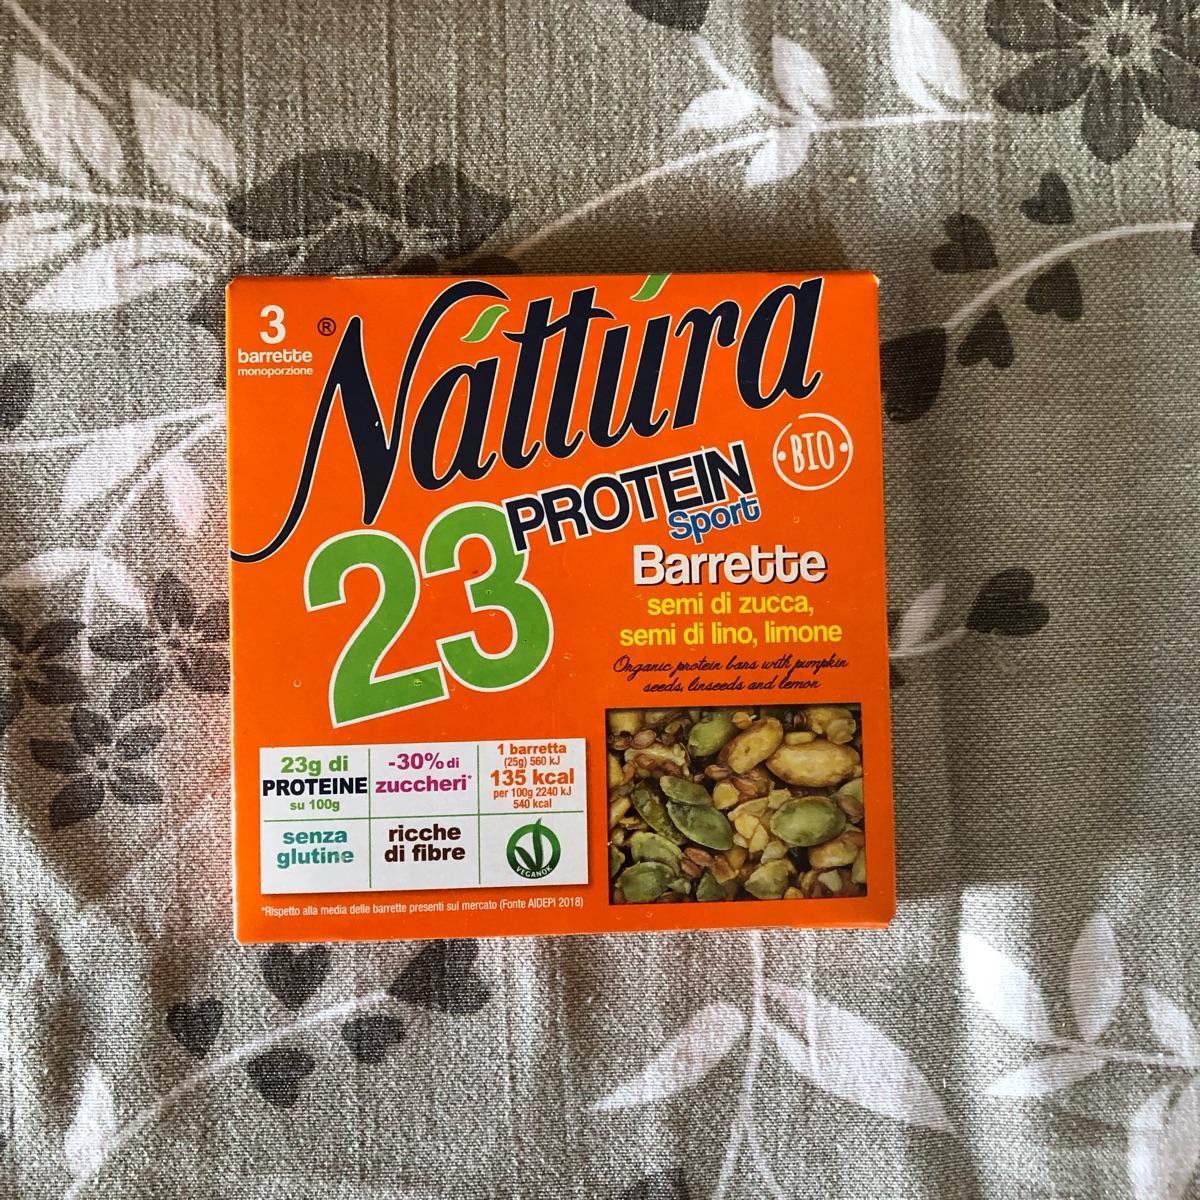 3
barrette
monoporzione
®
Náttúra
BIO
PROTEIN
Sport
23
Barrette
semi di zucca,
semi di lino, limone
Organic protein bars with pumpkin
seeds, linseeds and lemon
23g di
PROTEINE
su 100g
-30% di
zuccheri*
1 barretta
(25g) 560 kJ
135 kcal
per 100g 2240 kJ
540 kcal
senza
glutine
ricche
di fibre
VEGANOK
*Rispetto alla media delle barrette presenti sul mercato (Fonte AIDEPI 2018)